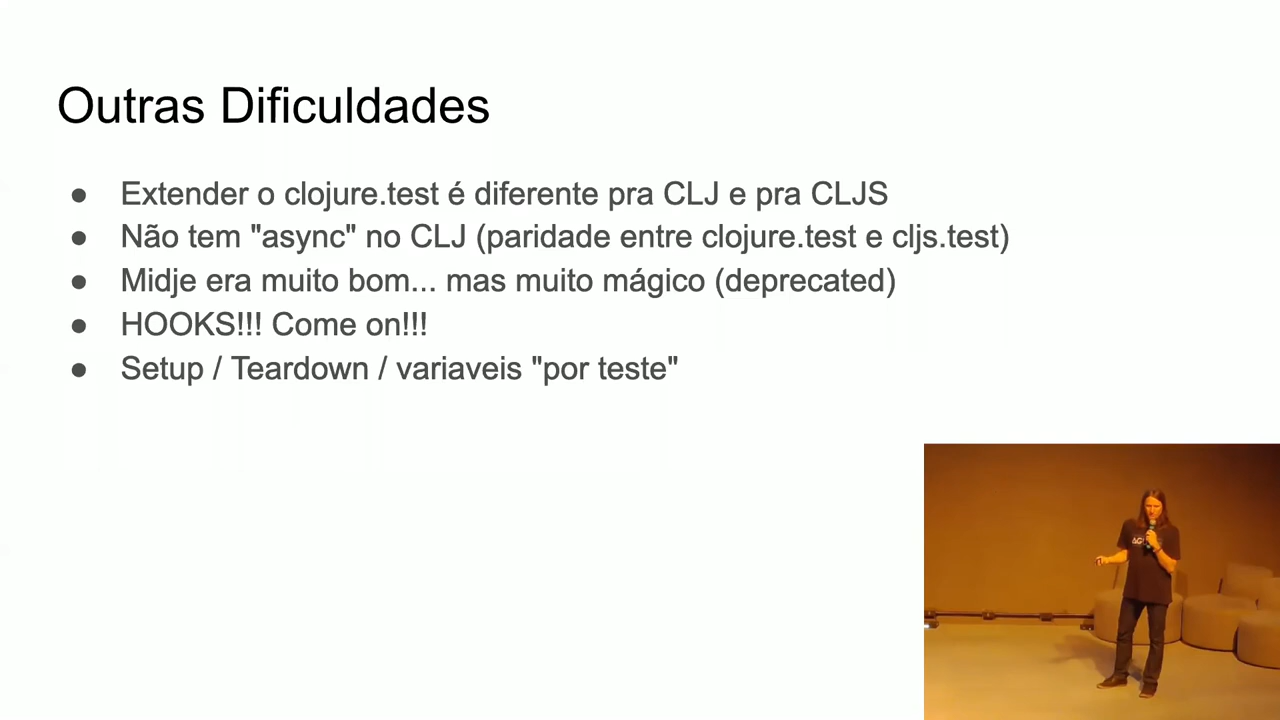 Outras Dificuldades
● Extender o clojure.test é diferente pra CLJ e pra CLJS
● Não tem "async" no CLJ (paridade entre clojure.test e cljs.test)
● Midje era muito bom... mas muito mágico (deprecated)
● HOOKS!!! Come on!!!
● Setup / Teardown / variaveis "por teste"